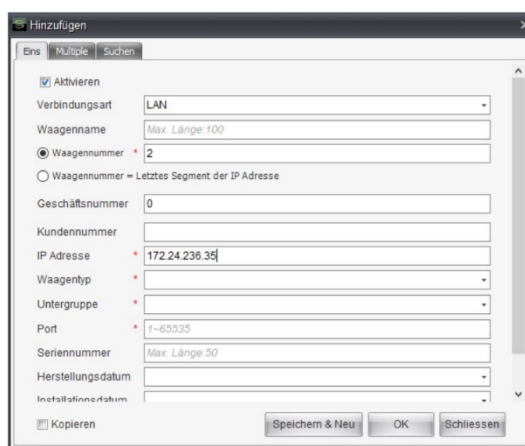 Hinzufügen
Eins Multiple Suchen
Aktivieren
Verbindungsart LAN
Waagenname Max. Länge:100
Waagennummer * 2
Waagennummer = Letztes Segment der IP Adresse
Geschäftsnummer 0
Kundennummer
IP Adresse * 172.24.236.35
Waagentyp *
Untergruppe *
Port * 1~65535
Seriennummer Max. Länge:50
Herstellungsdatum
Installationsdatum
Kopieren Speichern & Neu OK Schliessen